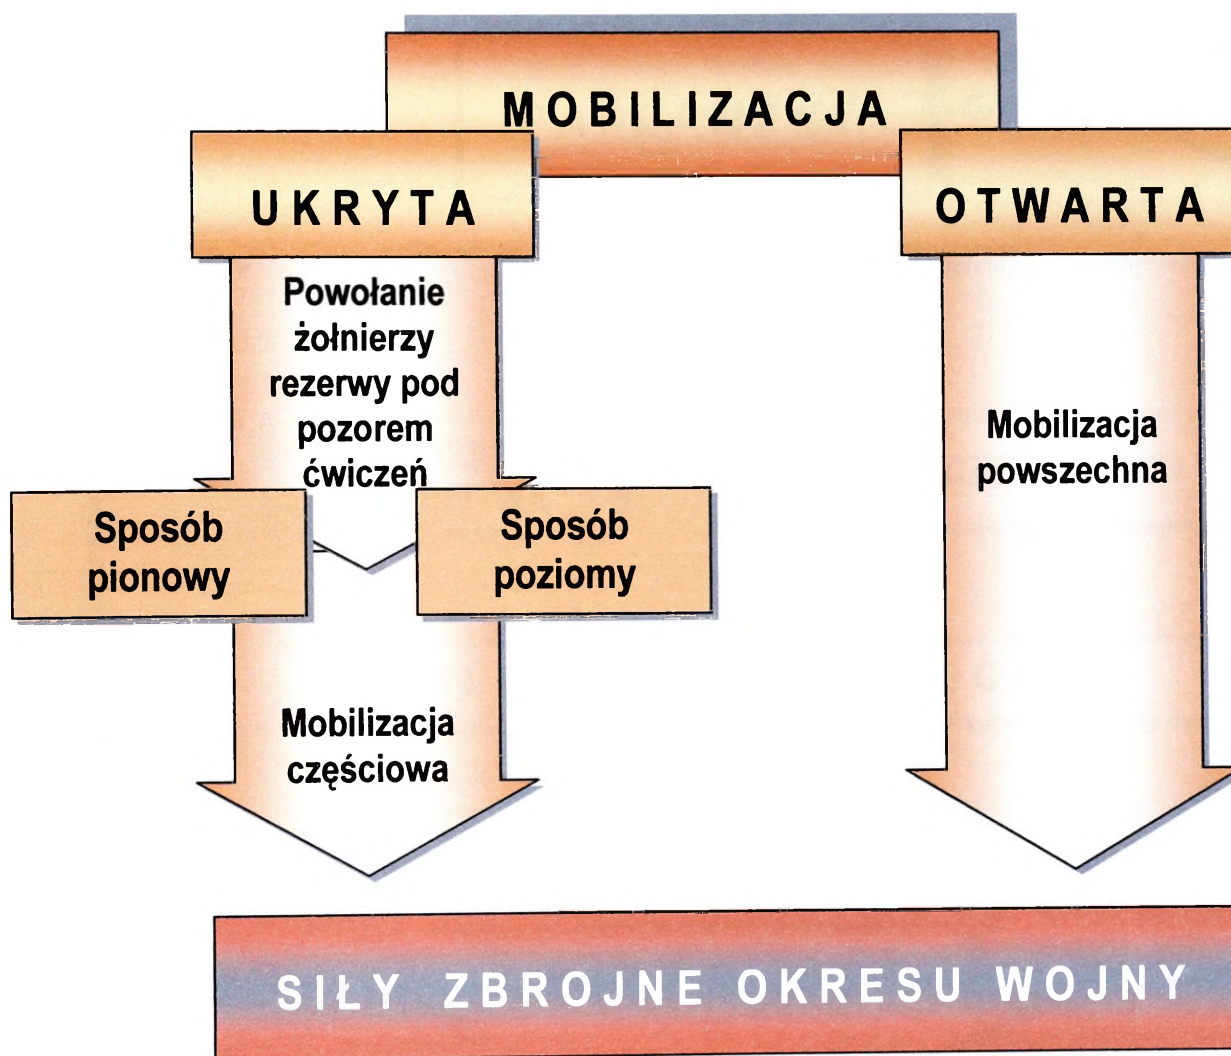 MOBILIZACJA
UKRYTA
OTWARTA
Powołanie
żołnierzy
rezerwy pod
pozorem
ćwiczeń
Mobilizacja
powszechna
Sposób
pionowy
Sposób
poziomy
Mobilizacja
częściowa
SIŁY ZBROJNE OKRESU WOJNY